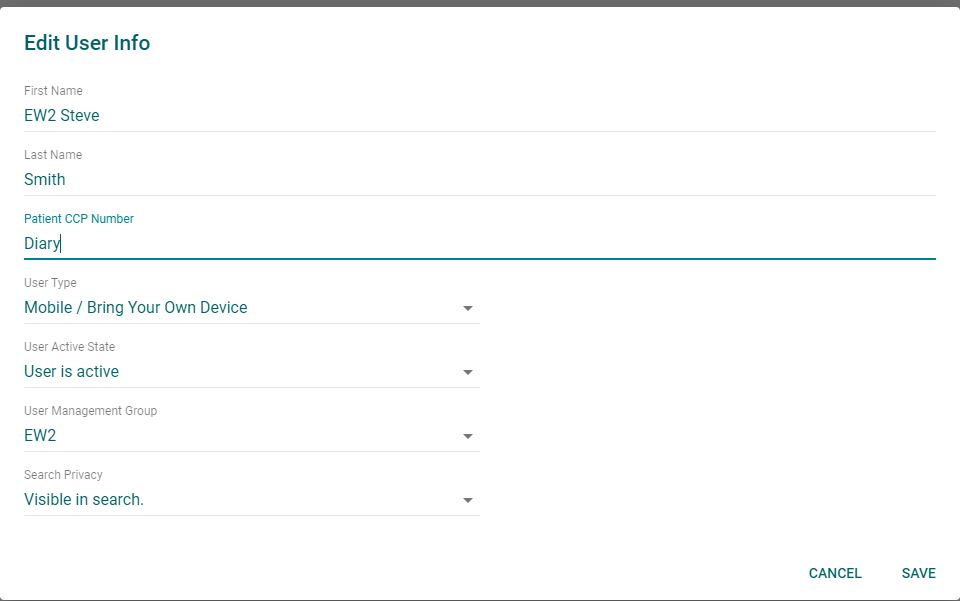 Edit User Info
First Name
EW2 Steve
Last Name
Smith
Patient CCP Number
Diary
User Type
Mobile / Bring Your Own Device
User Active State
User is active
User Management Group
EW2
Search Privacy
Visible in search.
CANCEL SAVE